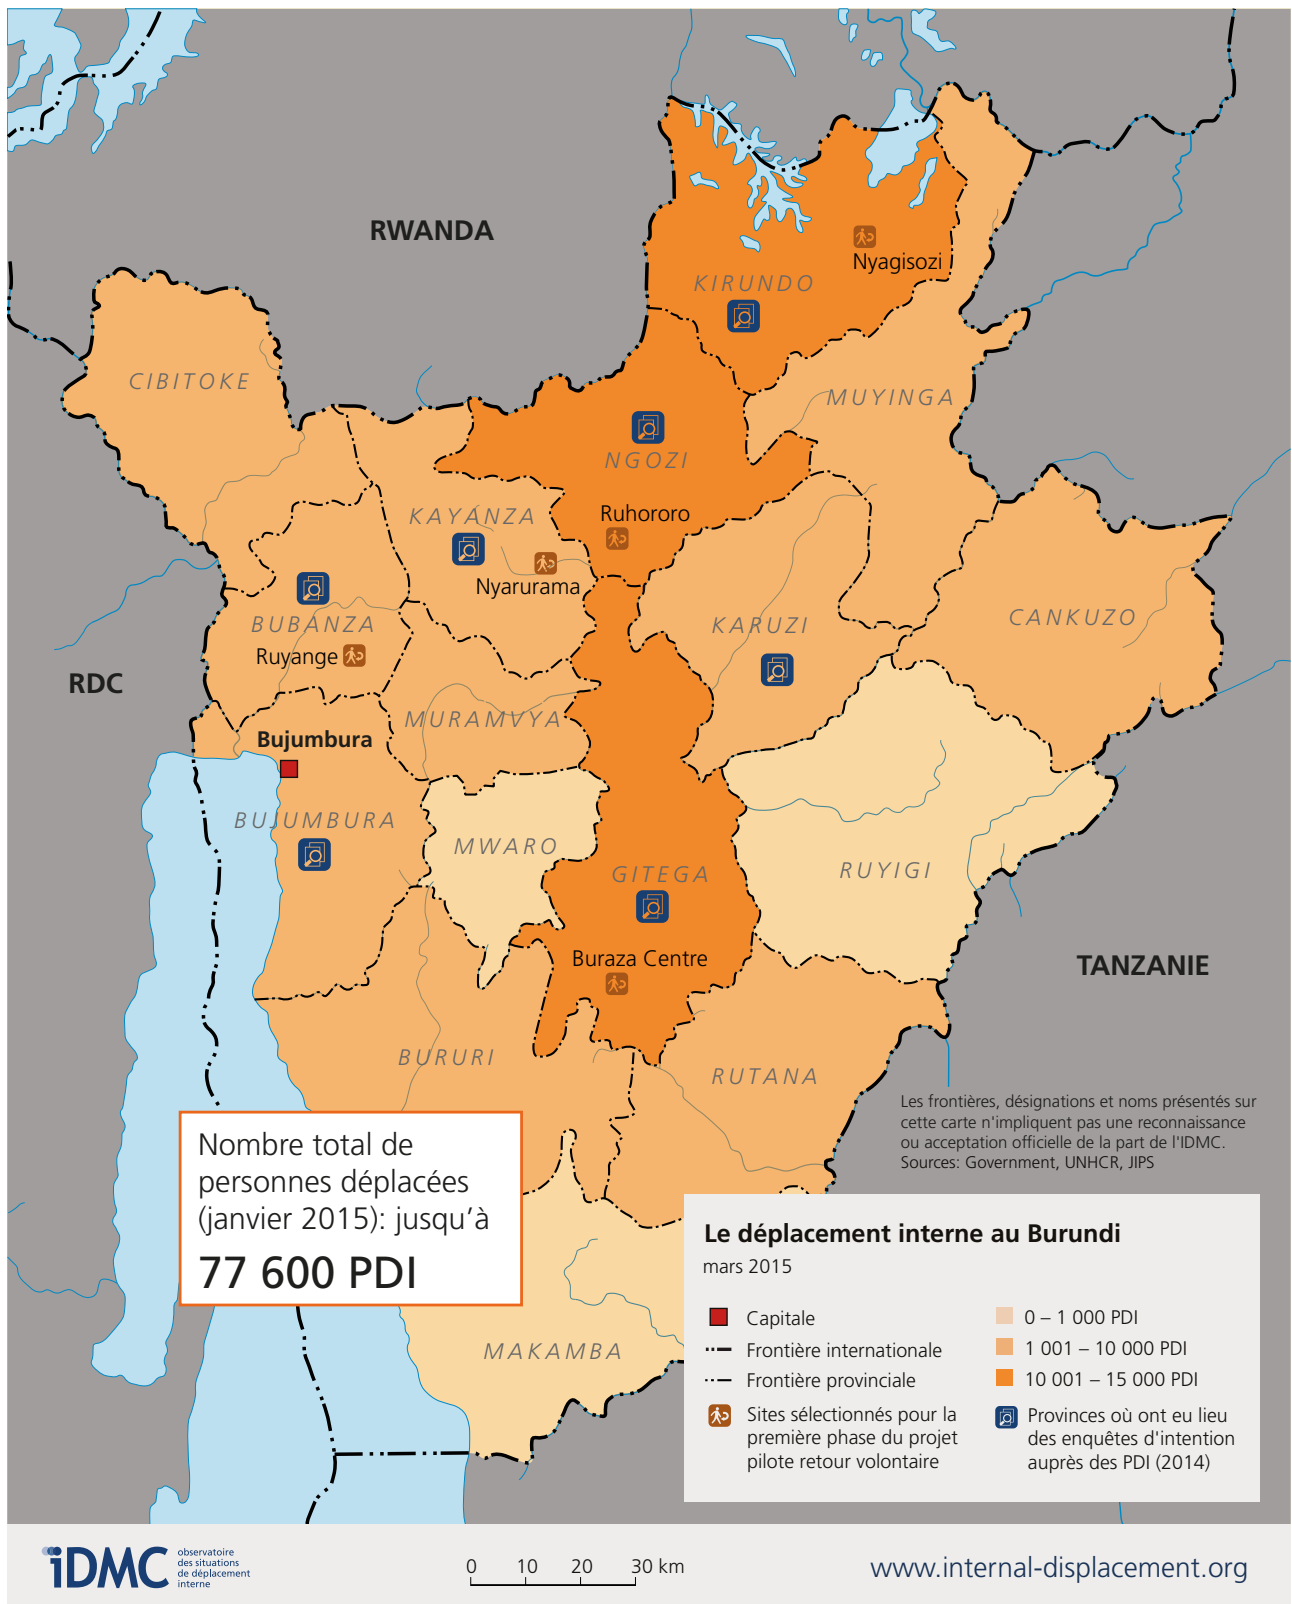 RWANDA
Nyagisozi
KIRUNDO
CIBITOKE
MUYINGA
NGOZI
Ruhororo
KAYANZA
Nyarurama
CANKUZO
BUBANZA
KARUZI
Ruyange
RDC
MURAMVYA
Bujumbura
BUJUMBURA
MWARO
RUYIGI
GITEGA
Buraza Centre
TANZANIE
BURURI
RUTANA
Les frontières, désignations et noms présentés sur
cette carte n'impliquent pas une reconnaissance
ou acceptation officielle de la part de l'IDMC.
Sources: Government, UNHCR, JIPS
Nombre total de
personnes déplacées
(janvier 2015): jusqu'à
77 600 PDI
MAKAMBA
Le déplacement interne au Burundi
mars 2015
Capitale
Frontière internationale
Frontière provinciale
Sites sélectionnés pour la
première phase du projet
pilote retour volontaire
0 – 1 000 PDI
1 001 – 10 000 PDI
10 001 – 15 000 PDI
Provinces où ont eu lieu
des enquêtes d'intention
auprès des PDI (2014)
iDMC
observatoire
des situations
de déplacement
interne
0 10 20 30 km
www.internal-displacement.org